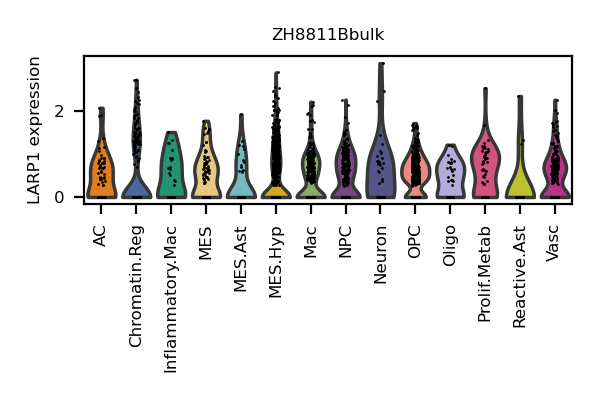 ZH8811Bbulk
LARP1 expression
2
0
AC
Chromatin.Reg
Inflammatory.Mac
MES
MES.Ast
MES.Hyp
Mac
NPC
Neuron
OPC
Oligo
Prolif.Metab
Reactive.Ast
Vasc